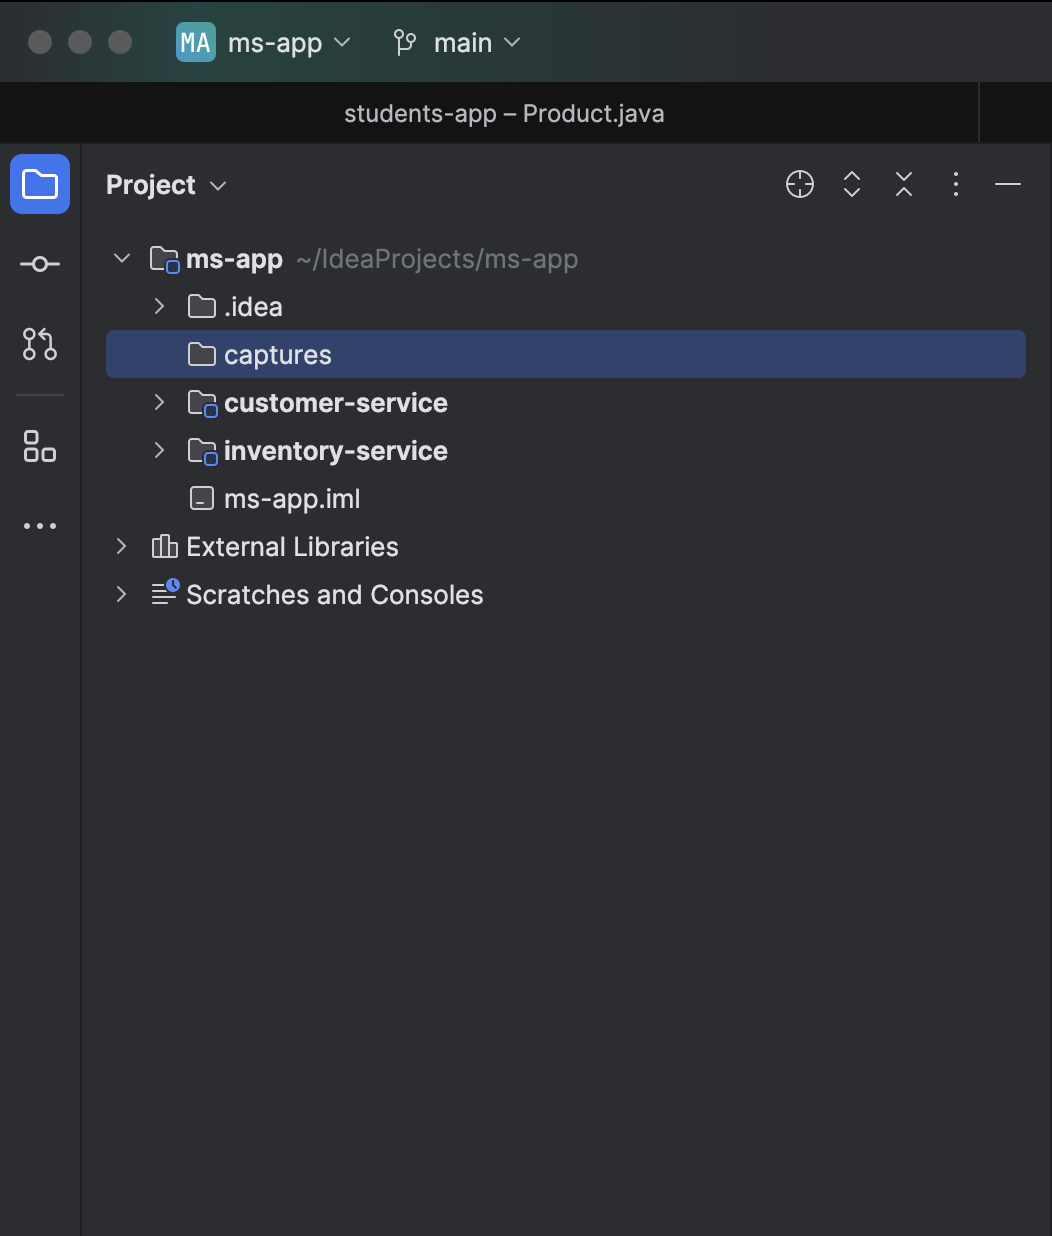 MA ms-app main
students-app – Product.java
Project
ms-app ~/IdeaProjects/ms-app
.idea
captures
customer-service
inventory-service
ms-app.iml
External Libraries
Scratches and Consoles